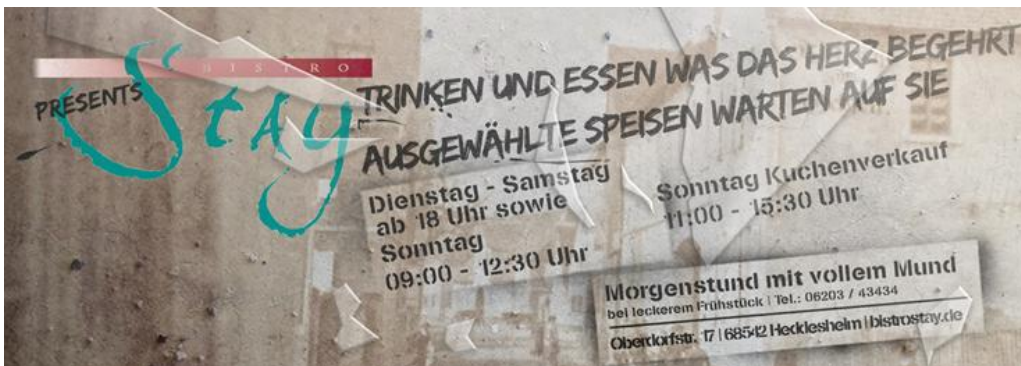 BISTRO
PRESENTS
Stay
TRINKEN UND ESSEN WAS DAS HERZ BEGEHRT
AUSGEWÄHLTE SPEISEN WARTEN AUF SIE
Dienstag - Samstag
ab 18 Uhr sowie
Sonntag
09:00 - 12:30 Uhr
Sonntag Kuchenverkauf
11:00 - 15:30 Uhr
Morgenstund mit vollem Mund
bei leckerem Frühstück | Tel.: 06203 / 43434
Oberdorfstr. 17 | 68542 Heddesheim | bistrostay.de